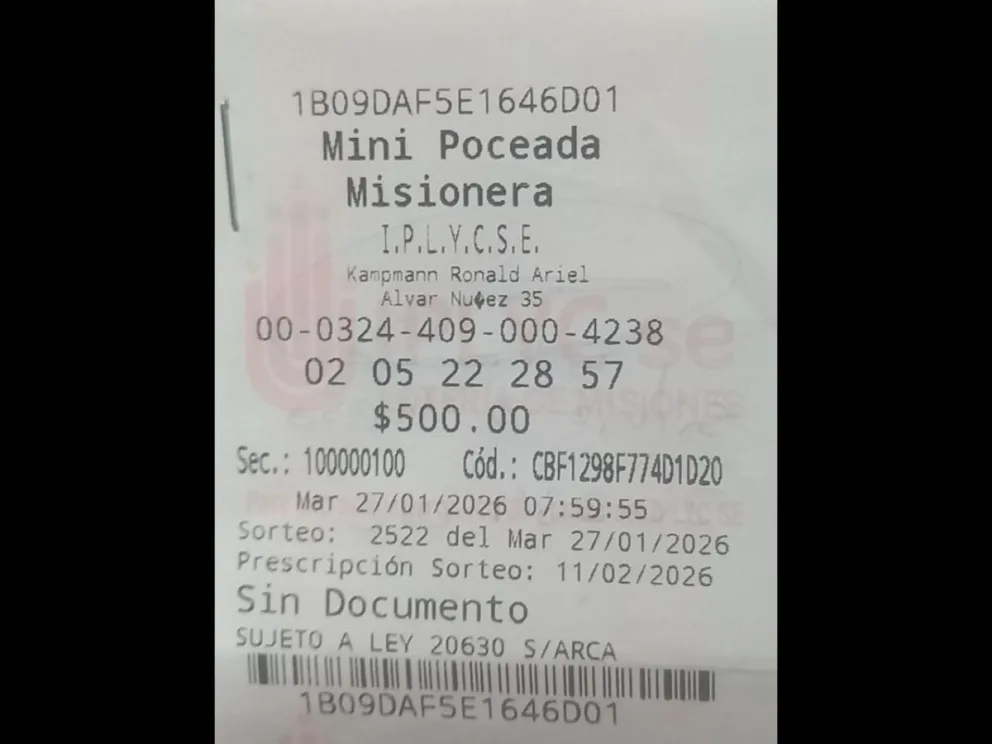 1B09DAF5E1646D01
Mini Poceada
Misionera
I.P.L.Y.C.S.E.
Kampmann Ronald Ariel
Alvar Nu�ez 35
00-0324-409-000-4238
02 05 22 28 57
$500.00
Sec.: 100000100 Cód.: CBF1298F774D1D20
Mar 27/01/2026 07:59:55
Sorteo: 2522 del Mar 27/01/2026
Prescripción Sorteo: 11/02/2026
Sin Documento
SUJETO A LEY 20630 S/ARCA
1B09DAF5E1646D01